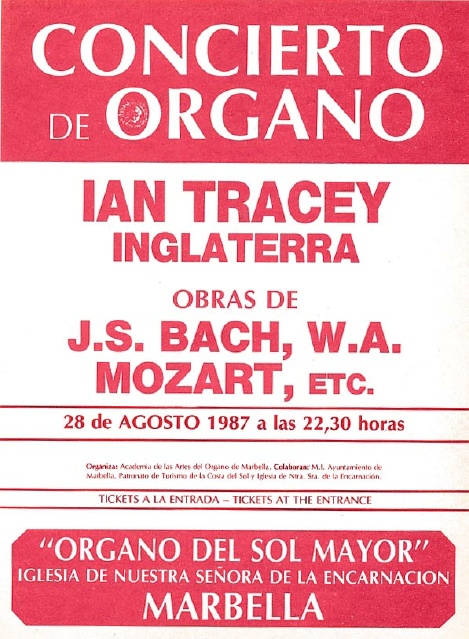 CONCIERTO
DE ORGANO
IAN TRACEY
INGLATERRA
OBRAS DE
J.S. BACH, W.A.
MOZART, ETC.
28 de AGOSTO 1987 a las 22,30 horas
Organiza: Academia de las Artes del Organo de Marbella. Colaboran: M.I. Ayuntamiento de
Marbella, Patronato de Turismo de la Costa del Sol y Iglesia de Ntra. Sra. de la Encarnación.
TICKETS A LA ENTRADA – TICKETS AT THE ENTRANCE
“ORGANO DEL SOL MAYOR”
IGLESIA DE NUESTRA SEÑORA DE LA ENCARNACION
MARBELLA